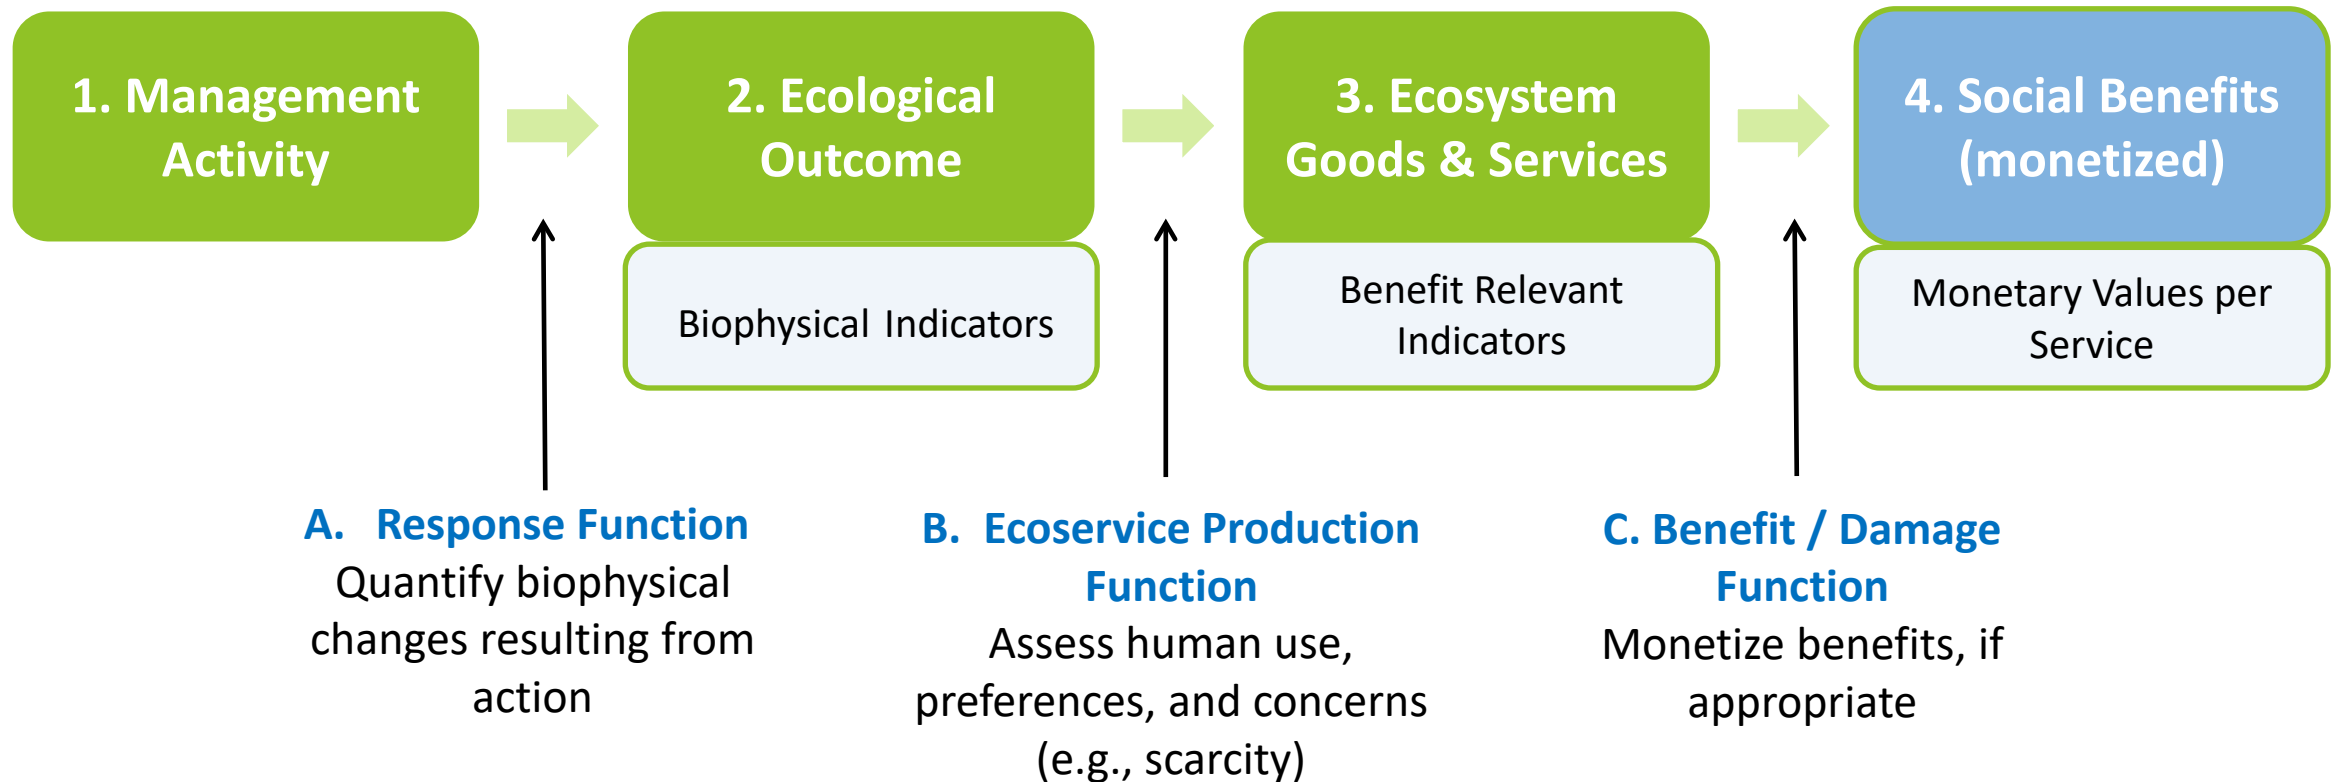 1. Management
Activity
2. Ecological
Outcome
3. Ecosystem
Goods & Services
4. Social Benefits
(monetized)
Biophysical Indicators
Benefit Relevant
Indicators
Monetary Values per
Service
A. Response Function
Quantify biophysical
changes resulting from
action
B. Ecoservice Production
Function
Assess human use,
preferences, and concerns
(e.g., scarcity)
C. Benefit / Damage
Function
Monetize benefits, if
appropriate